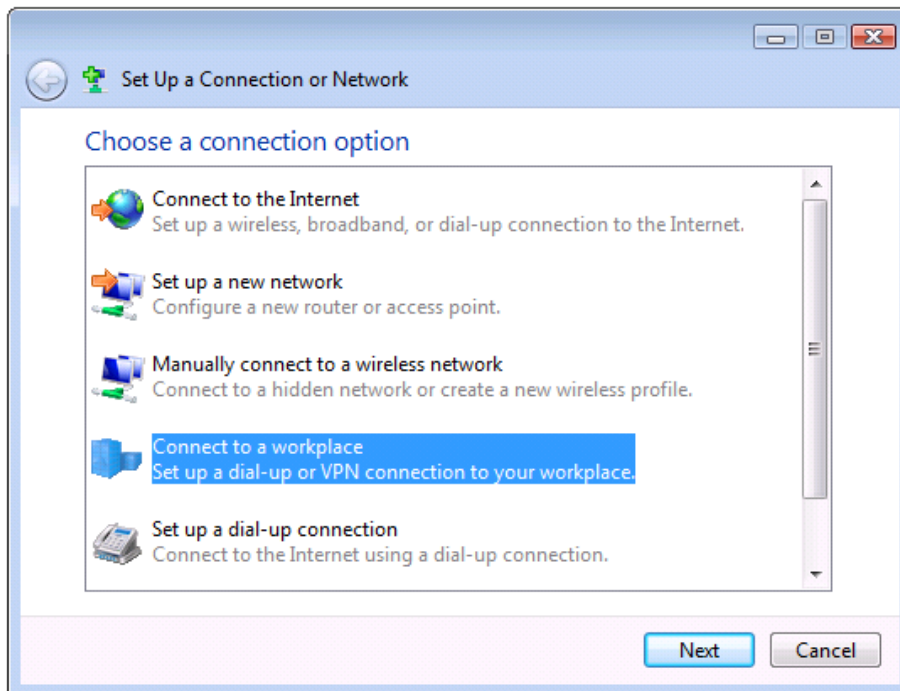 Set Up a Connection or Network
Choose a connection option
Connect to the Internet
Set up a wireless, broadband, or dial-up connection to the Internet.
Set up a new network
Configure a new router or access point.
Manually connect to a wireless network
Connect to a hidden network or create a new wireless profile.
Connect to a workplace
Set up a dial-up or VPN connection to your workplace.
Set up a dial-up connection
Connect to the Internet using a dial-up connection.
Next Cancel